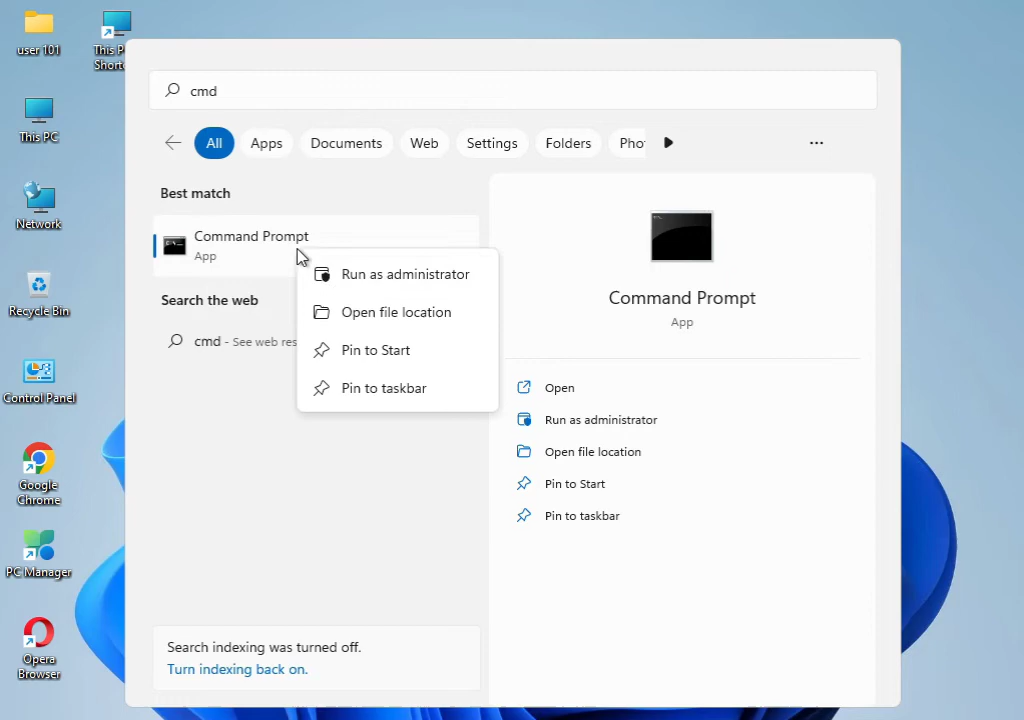 user 101
This P
Short
This PC
Network
Recycle Bin
Control Panel
Google
Chrome
PC Manager
Opera
Browser
cmd
All
Apps
Documents
Web
Settings
Folders
Pho
...
Best match
Command Prompt
App
Search the web
cmd - See web res
Run as administrator
Open file location
Pin to Start
Pin to taskbar
Command Prompt
App
Open
Run as administrator
Open file location
Pin to Start
Pin to taskbar
Search indexing was turned off.
Turn indexing back on.